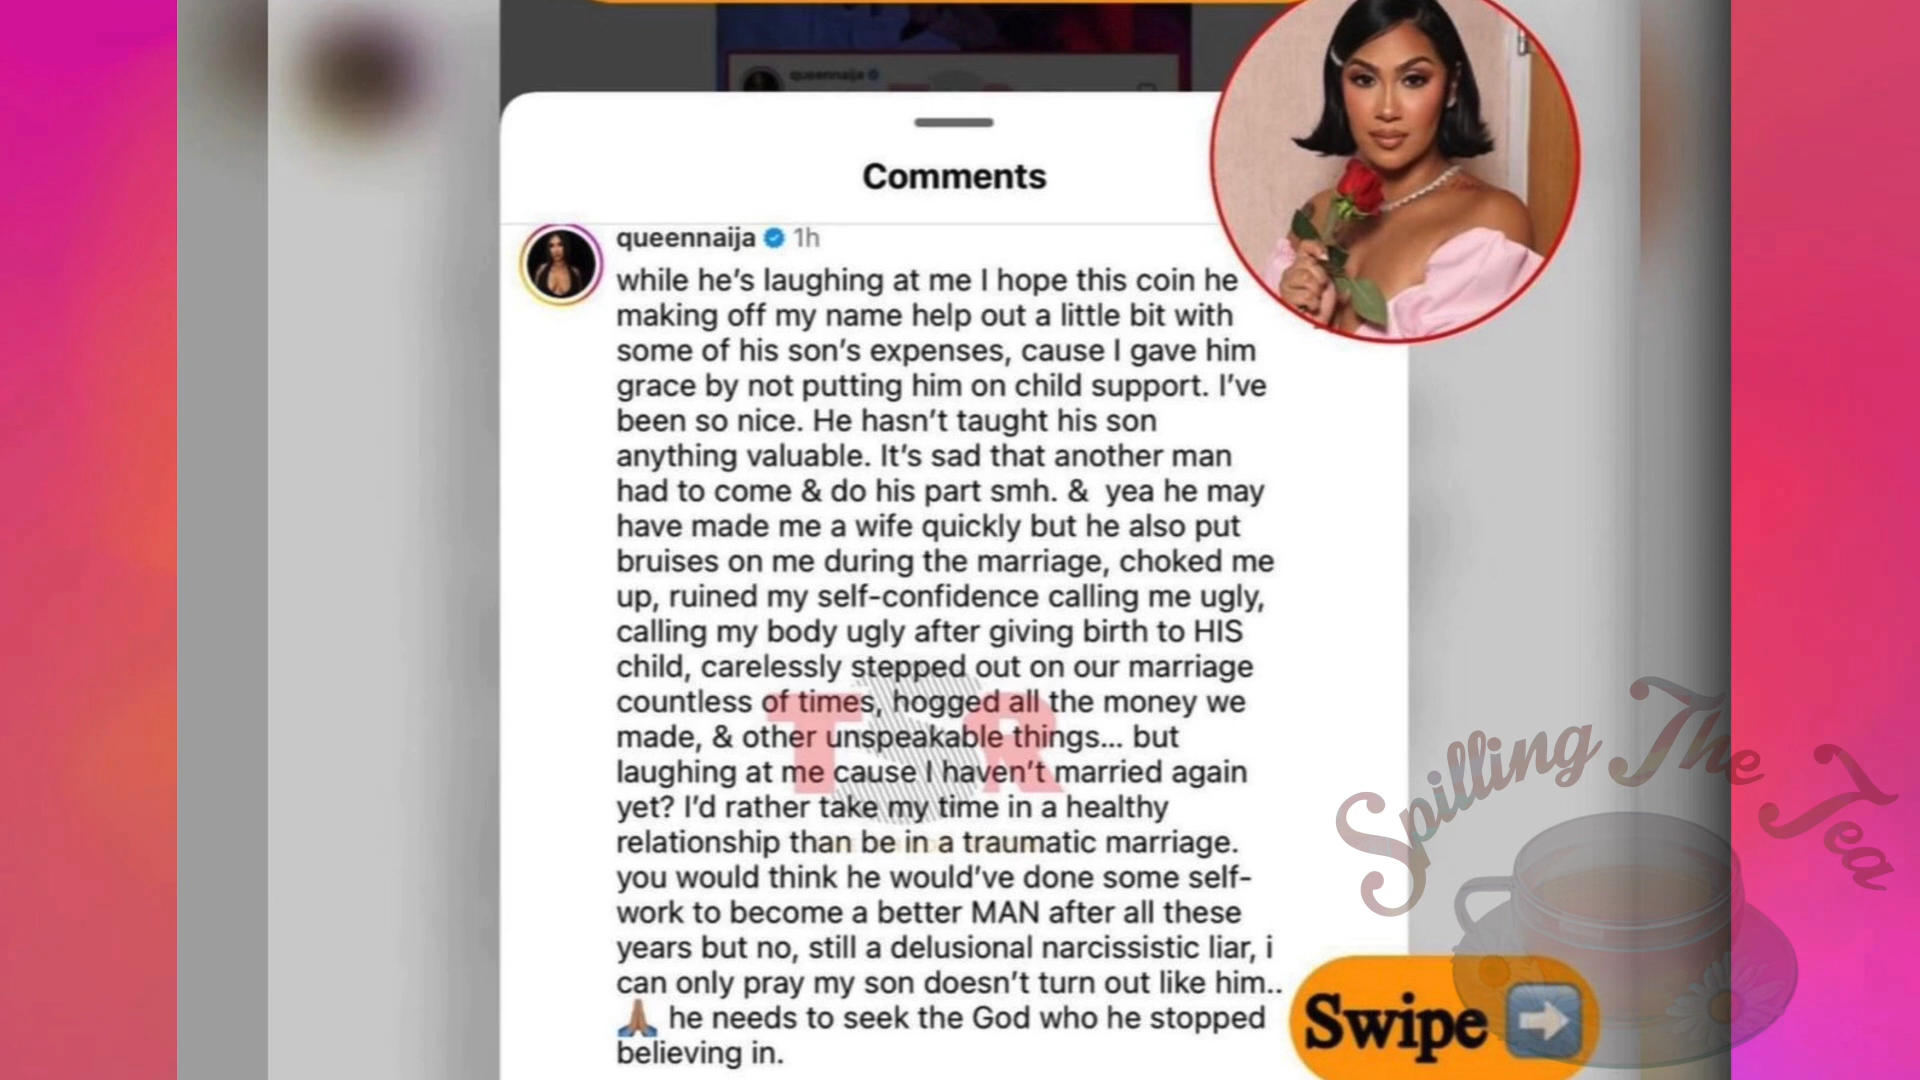 queennaija
Comments
queennaija 1h
while he's laughing at me I hope this coin he
making off my name help out a little bit with
some of his son's expenses, cause I gave him
grace by not putting him on child support. I've
been so nice. He hasn't taught his son
anything valuable. It's sad that another man
had to come & do his part smh. &  yea he may
have made me a wife quickly but he also put
bruises on me during the marriage, choked me
up, ruined my self-confidence calling me ugly,
calling my body ugly after giving birth to HIS
child, carelessly stepped out on our marriage
countless of times, hogged all the money we
made, & other unspeakable things... but
laughing at me cause I haven't married again
yet? I'd rather take my time in a healthy
relationship than be in a traumatic marriage.
you would think he would've done some self-
work to become a better MAN after all these
years but no, still a delusional narcissistic liar, i
can only pray my son doesn't turn out like him..
🙏🏽 he needs to seek the God who he stopped
believing in.
TSR
Spilling The Tea
Swipe ➡️